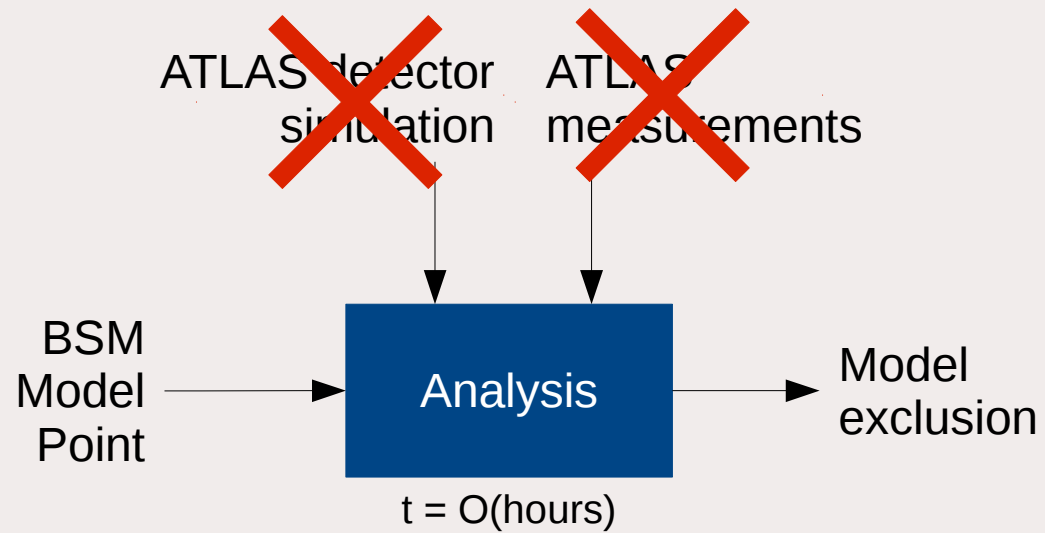 ATLAS detector
simulation
ATLAS
measurements
BSM
Model
Point
Analysis
Model
exclusion
t = O(hours)